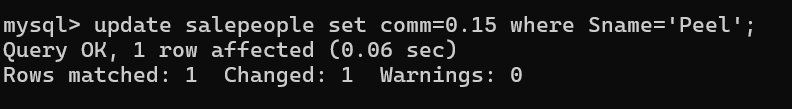 mysql> update salepeople set comm=0.15 where Sname='Peel';
Query OK, 1 row affected (0.06 sec)
Rows matched: 1  Changed: 1  Warnings: 0